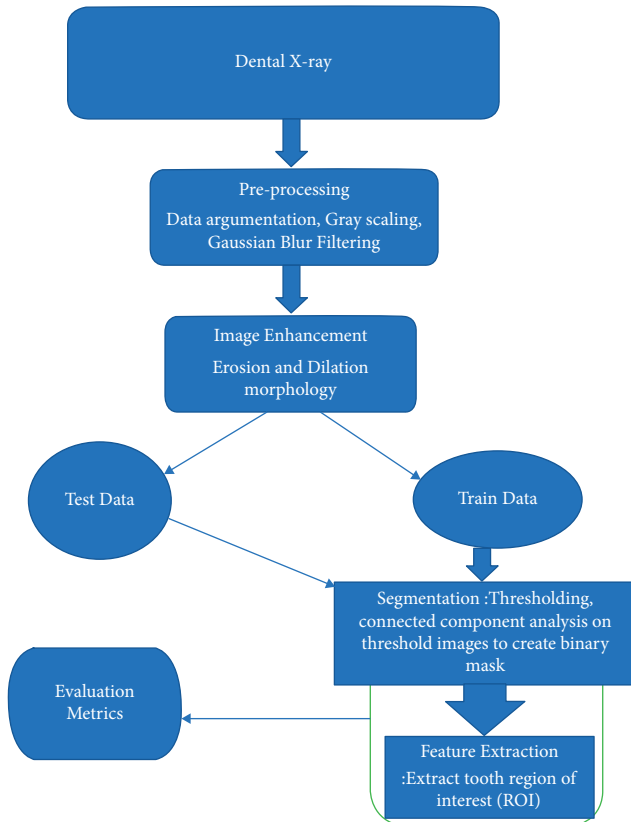 Dental X-ray
Pre-processing
Data argumentation, Gray scaling,
Gaussian Blur Filtering
Image Enhancement
Erosion and Dilation
morphology
Test Data
Train Data
Segmentation :Thresholding,
connected component analysis on
threshold images to create binary
mask
Evaluation
Metrics
Feature Extraction
:Extract tooth region of
interest (ROI)